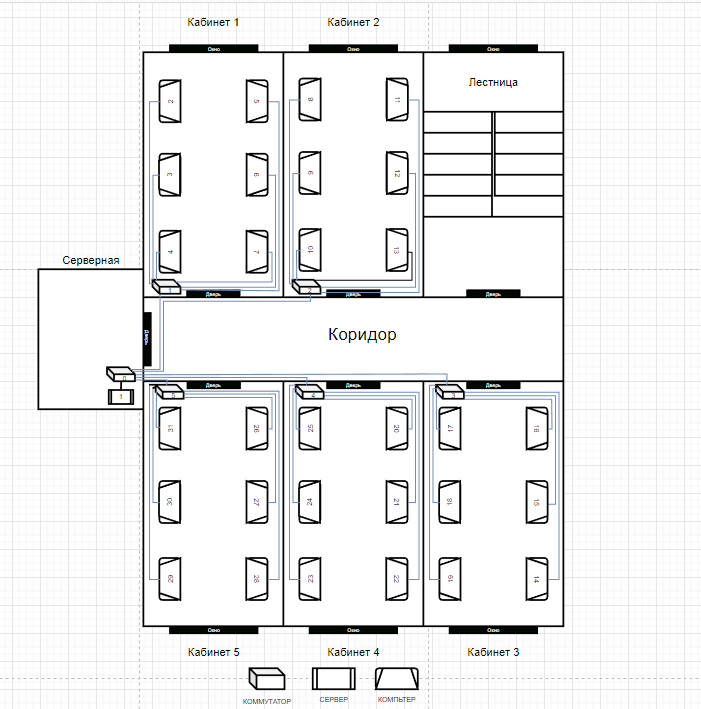 Кабинет 1
Кабинет 2
Окно
Окно
Окно
Лестница
2
5
8
11
3
6
9
12
4
7
10
13
Серверная
1
2
Дверь
Дверь
Дверь
Дверь
Коридор
0
1
Дверь
Дверь
Дверь
5
4
3
31
26
25
20
17
16
30
27
24
21
18
15
29
28
23
22
19
14
Окно
Окно
Окно
Кабинет 5
Кабинет 4
Кабинет 3
КОММУТАТОР
СЕРВЕР
КОМПЬТЕР